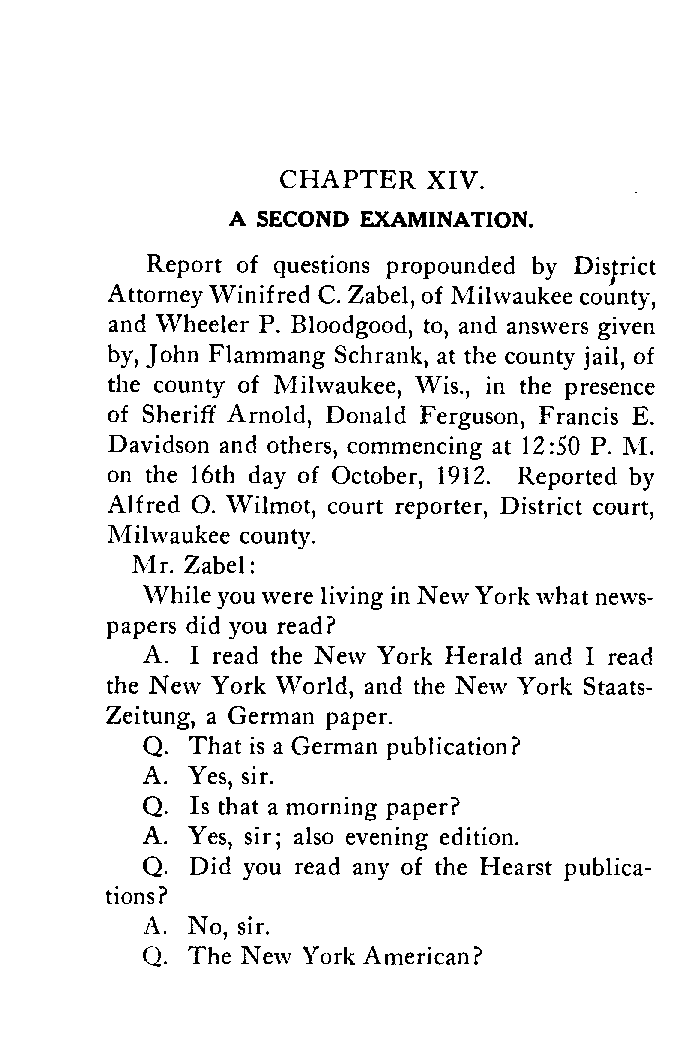 CHAPTER XIV.
A SECOND EXAMINATION.
Report of questions propounded by District
Attorney Winifred C. Zabel, of Milwaukee county,
and Wheeler P. Bloodgood, to, and answers given
by, John Flammang Schrank, at the county jail, of
the county of Milwaukee, Wis., in the presence
of Sheriff Arnold, Donald Ferguson, Francis E.
Davidson and others, commencing at 12:50 P. M.
on the 16th day of October, 1912. Reported by
Alfred O. Wilmot, court reporter, District court,
Milwaukee county.
Mr. Zabel:
While you were living in New York what news-
papers did you read?
A. I read the New York Herald and I read
the New York World, and the New York Staats-
Zeitung, a German paper.
Q. That is a German publication?
A. Yes, sir.
Q. Is that a morning paper?
A. Yes, sir; also evening edition.
Q. Did you read any of the Hearst publica-
tions?
A. No, sir.
Q. The New York American?